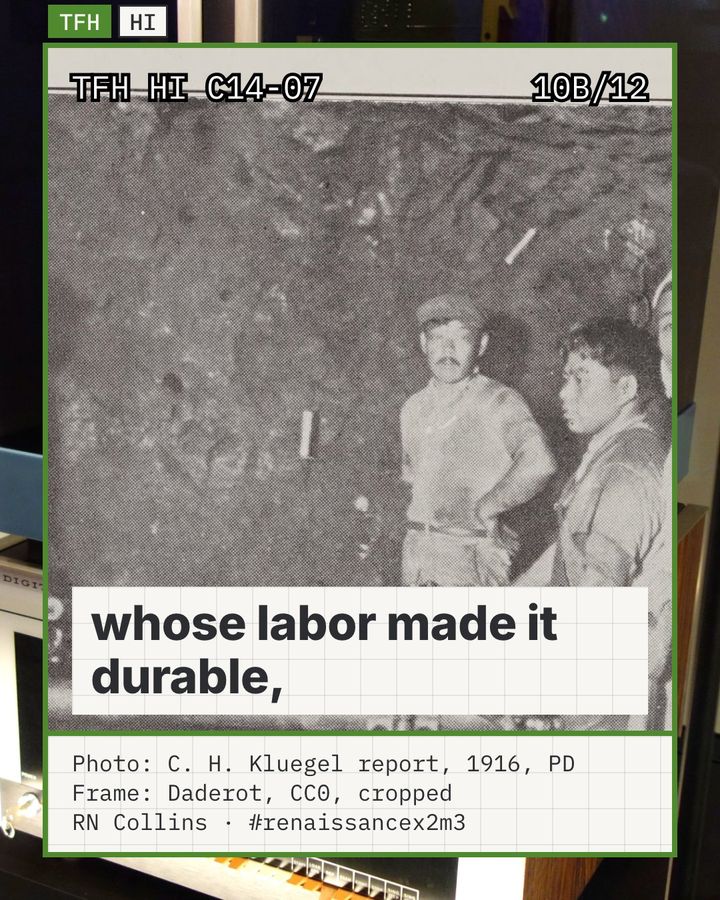 TFH HI
TFH HI C14-07 10B/12
whose labor made it
durable,
Photo: C. H. Kluegel report, 1916, PD
Frame: Daderot, CC0, cropped
RN Collins · #renaissancex2m3
DIGIT